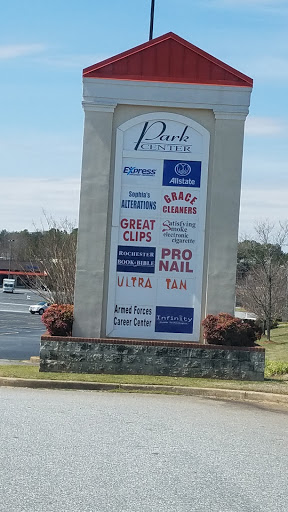 Park
CENTER
Express
Allstate
Sophia's
ALTERATIONS
GRACE
CLEANERS
GREAT
CLIPS
Satisfying
Smoke
electronic
cigarette
ROCHESTER
BOOK·BIBLE
PRO
NAIL
ULTRA TAN
Armed Forces
Career Center
Infinity